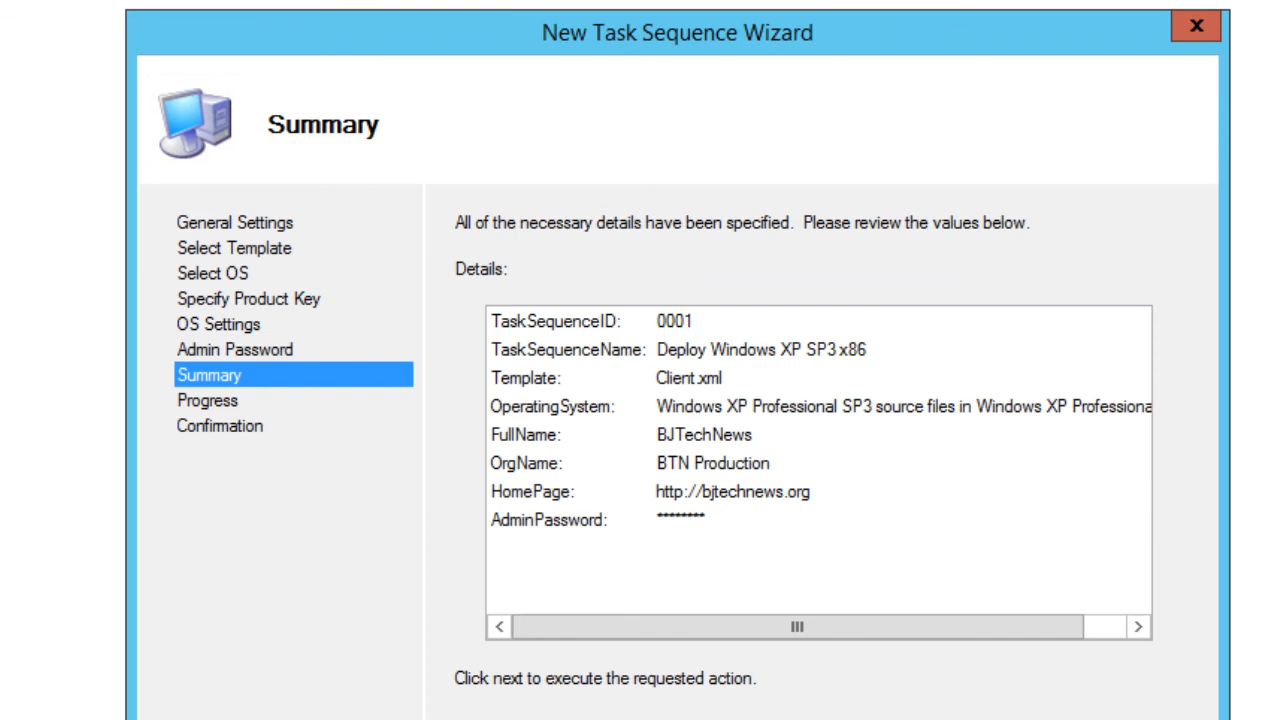 New Task Sequence Wizard
x
Summary
General Settings
Select Template
Select OS
Specify Product Key
OS Settings
Admin Password
Summary
Progress
Confirmation
All of the necessary details have been specified. Please review the values below.
Details:
TaskSequenceID: 0001
TaskSequenceName: Deploy Windows XP SP3 x86
Template: Client.xml
OperatingSystem: Windows XP Professional SP3 source files in Windows XP Professiona
FullName: BJTechNews
OrgName: BTN Production
HomePage: http://bjtechnews.org
AdminPassword: ********
Click next to execute the requested action.